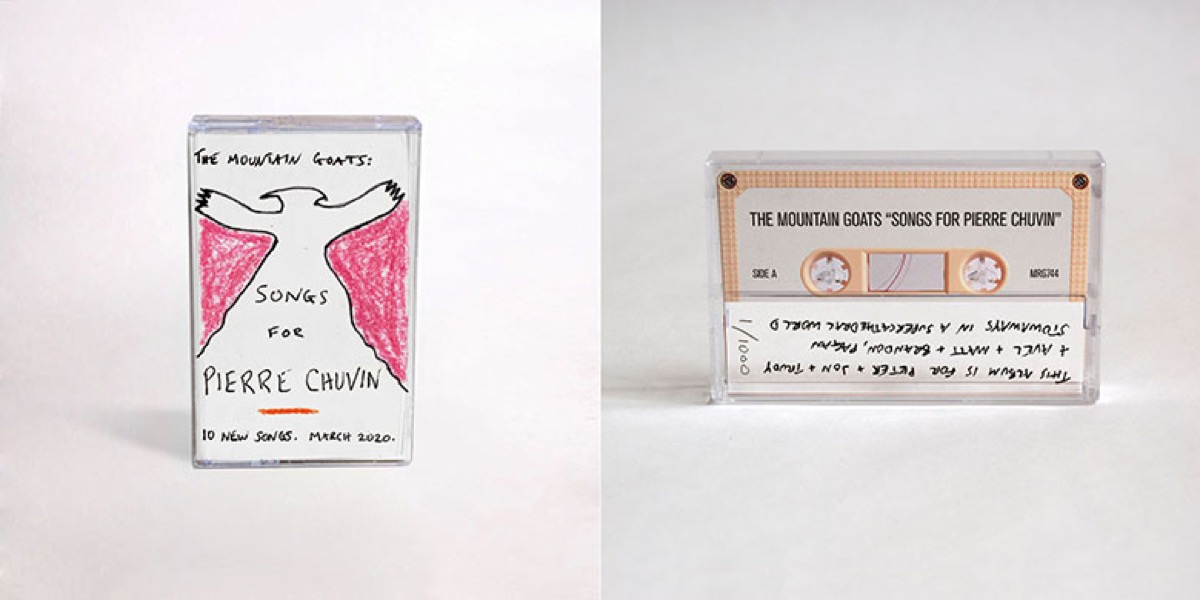 THE MOUNTAIN GOATS:
SONGS
FOR
PIERRE CHUVIN
10 NEW SONGS. MARCH 2020.
THE MOUNTAIN GOATS “SONGS FOR PIERRE CHUVIN”
SIDE A
MRG744
THIS ALBUM IS FOR PETER + JON + TRUDY
+ AVEL + MATT + BRANDON, PAGAN
STOWAWAYS IN A SUPERCATHEDRAL WORLD
1/1000